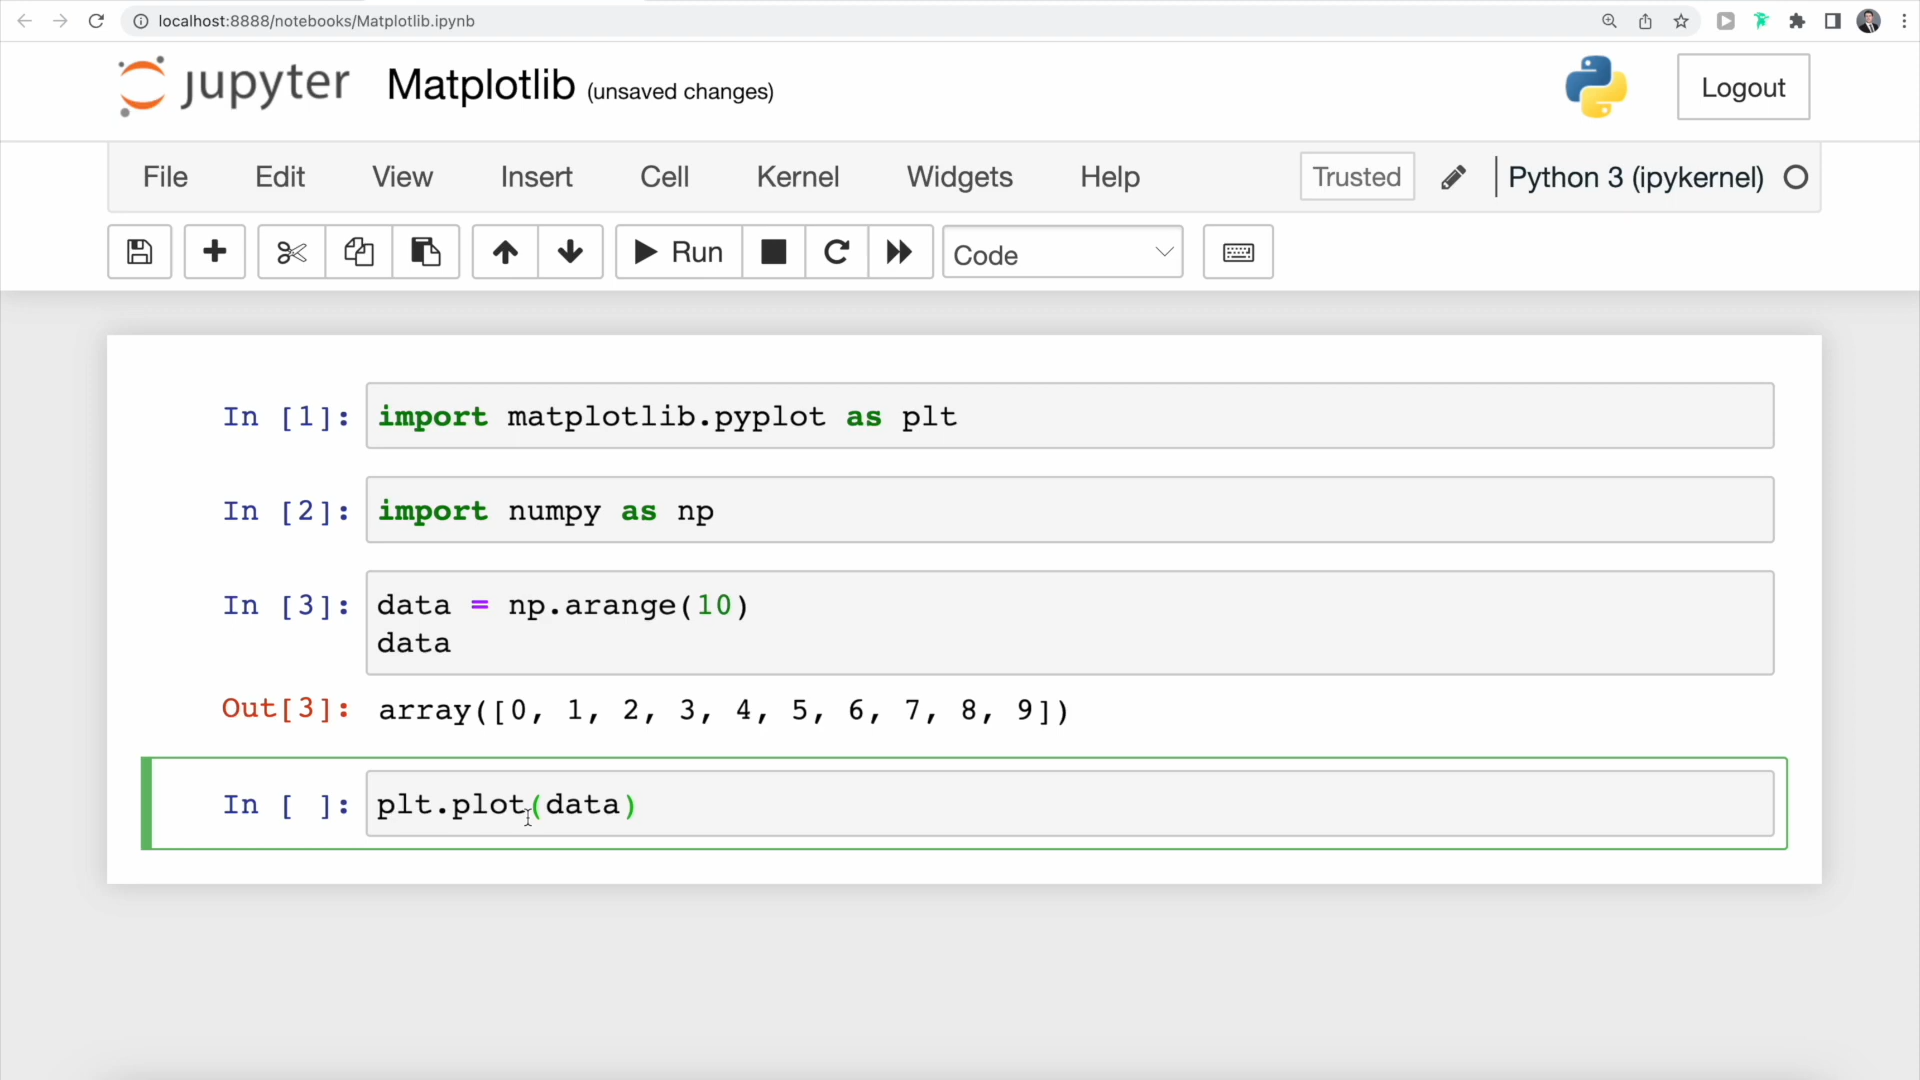 localhost:8888/notebooks/Matplotlib.ipynb
jupyter Matplotlib (unsaved changes) Logout
File Edit View Insert Cell Kernel Widgets Help Trusted Python 3 (ipykernel)
Run Code
In [1]: import matplotlib.pyplot as plt
In [2]: import numpy as np
In [3]: data = np.arange(10)
data
Out[3]: array([0, 1, 2, 3, 4, 5, 6, 7, 8, 9])
In [ ]: plt.plot(data)